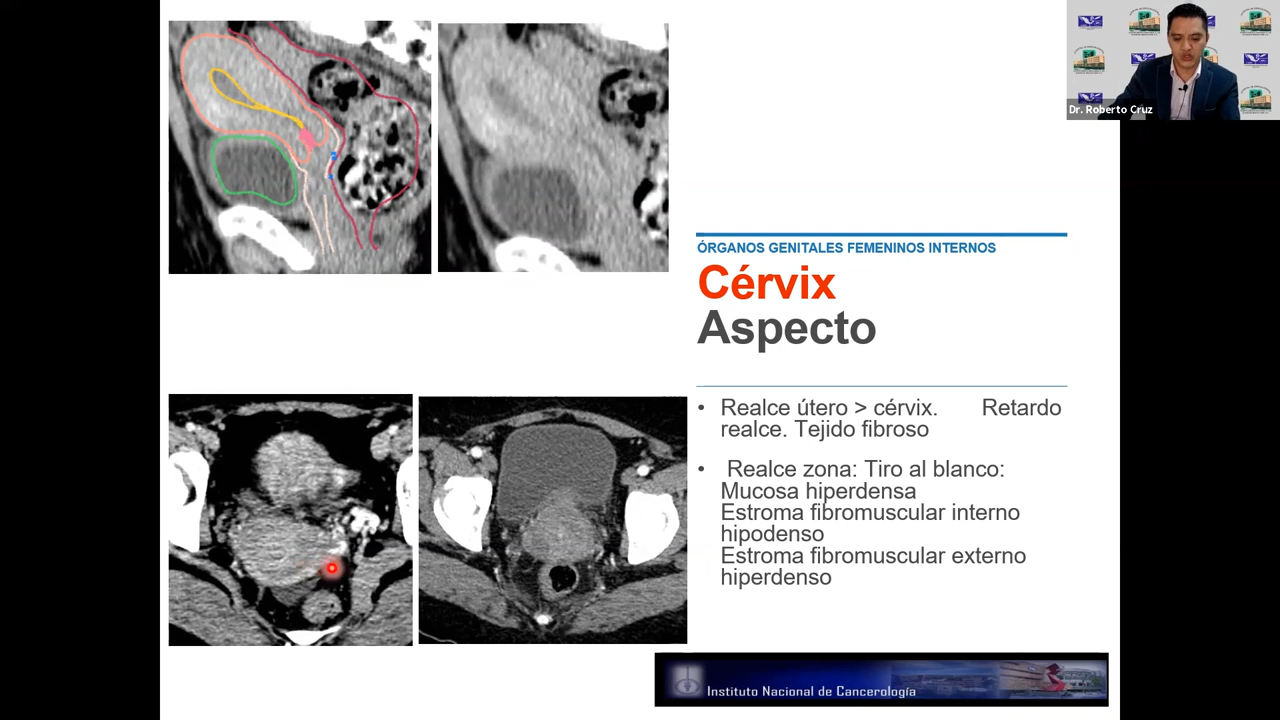 Dr. Roberto Cruz
ÓRGANOS GENITALES FEMENINOS INTERNOS
Cérvix
Aspecto
• Realce útero > cérvix. Retardo
realce. Tejido fibroso
• Realce zona: Tiro al blanco:
Mucosa hiperdensa
Estroma fibromuscular interno
hipodenso
Estroma fibromuscular externo
hiperdenso
Instituto Nacional de Cancerología